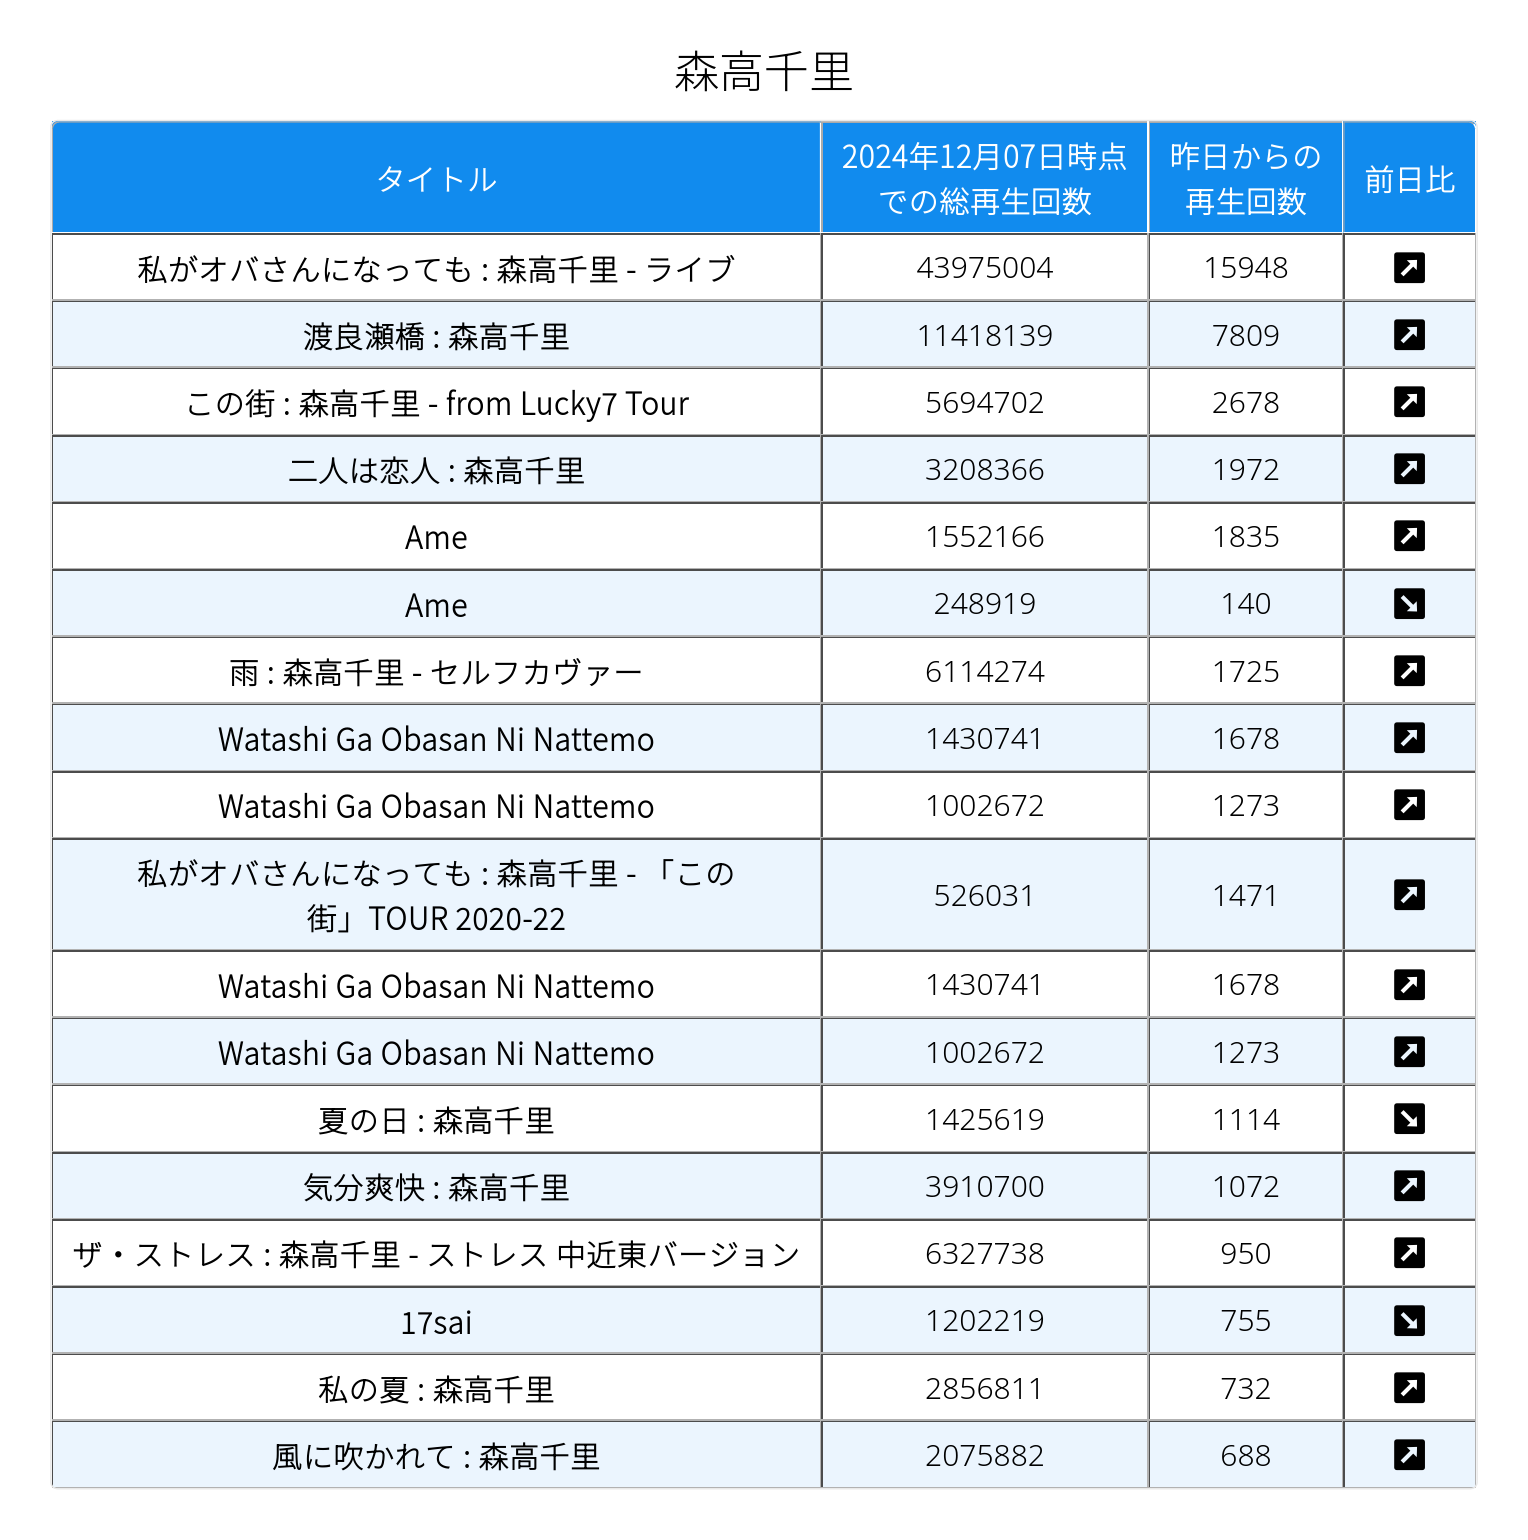 森高千里
タイトル
2024年12月07日時点
での総再生回数
昨日からの
再生回数
前日比
私がオバさんになっても : 森高千里 - ライブ 43975004 15948
渡良瀬橋 : 森高千里 11418139 7809
この街 : 森高千里 - from Lucky7 Tour 5694702 2678
二人は恋人 : 森高千里 3208366 1972
Ame 1552166 1835
Ame 248919 140
雨 : 森高千里 - セルフカヴァー 6114274 1725
Watashi Ga Obasan Ni Nattemo 1430741 1678
Watashi Ga Obasan Ni Nattemo 1002672 1273
私がオバさんになっても : 森高千里 - 「この
街」TOUR 2020-22 526031 1471
Watashi Ga Obasan Ni Nattemo 1430741 1678
Watashi Ga Obasan Ni Nattemo 1002672 1273
夏の日 : 森高千里 1425619 1114
気分爽快 : 森高千里 3910700 1072
ザ・ストレス : 森高千里 - ストレス 中近東バージョン 6327738 950
17sai 1202219 755
私の夏 : 森高千里 2856811 732
風に吹かれて : 森高千里 2075882 688